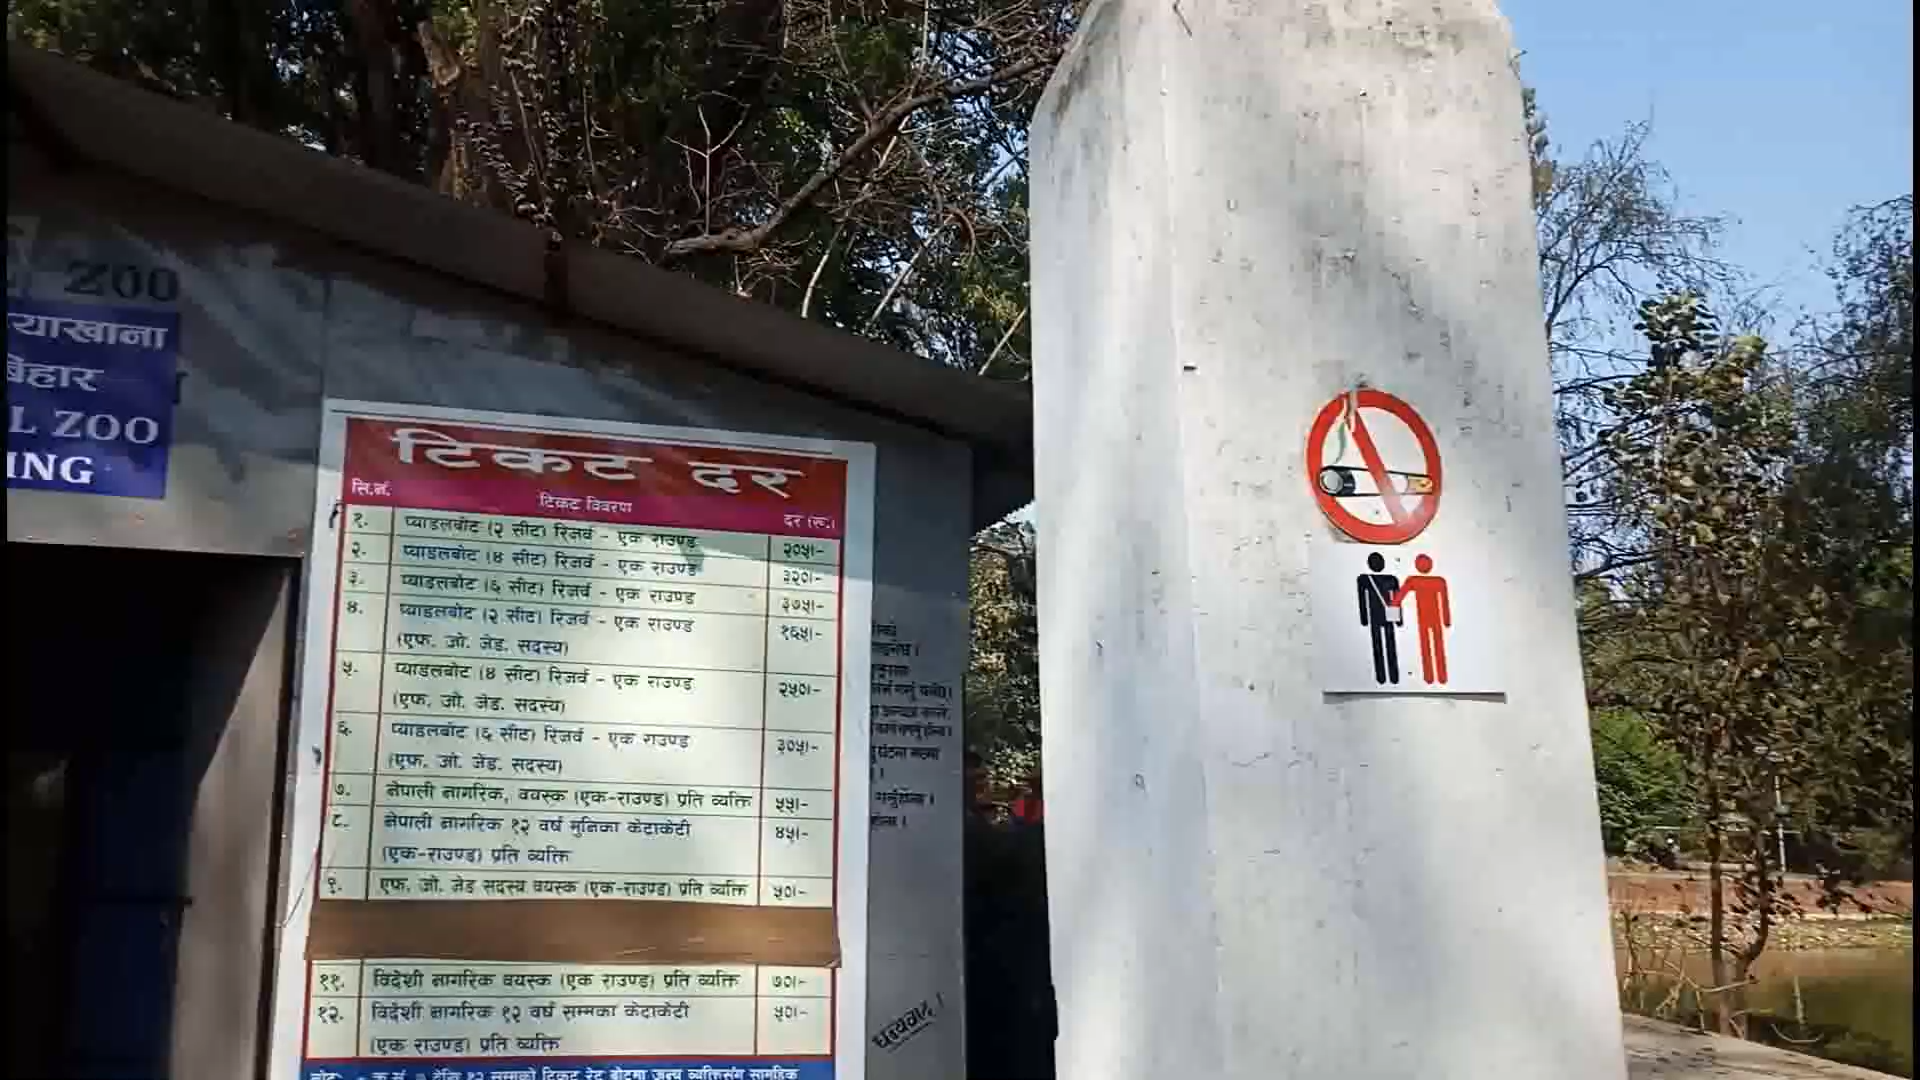 ZOO
याखाना
बिहार
L ZOO
ING
टिकट दर
सि.नं. टिकट विवरण दर (रू.)
१. प्याडलबोट (२ सीट) रिजर्भ - एक राउण्ड २०५।-
२. प्याडलबोट (४ सीट) रिजर्भ - एक राउण्ड ३२०।-
३. प्याडलबोट (६ सीट) रिजर्भ - एक राउण्ड ३७५।-
४. प्याडलबोट (२ सीट) रिजर्भ - एक राउण्ड १६५।-
(एफ. जो. जेड. सदस्य)
५. प्याडलबोट (४ सीट) रिजर्भ - एक राउण्ड २५०।-
(एफ. जो. जेड. सदस्य)
६. प्याडलबोट (६ सीट) रिजर्भ - एक राउण्ड ३०५।-
(एफ. जो. जेड. सदस्य)
७. नेपाली नागरिक, वयस्क (एक-राउण्ड) प्रति व्यक्ति ५५।-
८. नेपाली नागरिक १२ वर्ष मुनिका केटाकेटी ४५।-
(एक-राउण्ड) प्रति व्यक्ति
९. एफ. जो. जेड सदस्य वयस्क (एक-राउण्ड) प्रति व्यक्ति ५०।-
११. विदेशी नागरिक वयस्क (एक राउण्ड) प्रति व्यक्ति ७०।-
१२. विदेशी नागरिक १२ वर्ष सम्मका केटाकेटी ५०।-
(एक राउण्ड) प्रति व्यक्ति
धन्यवाद ।